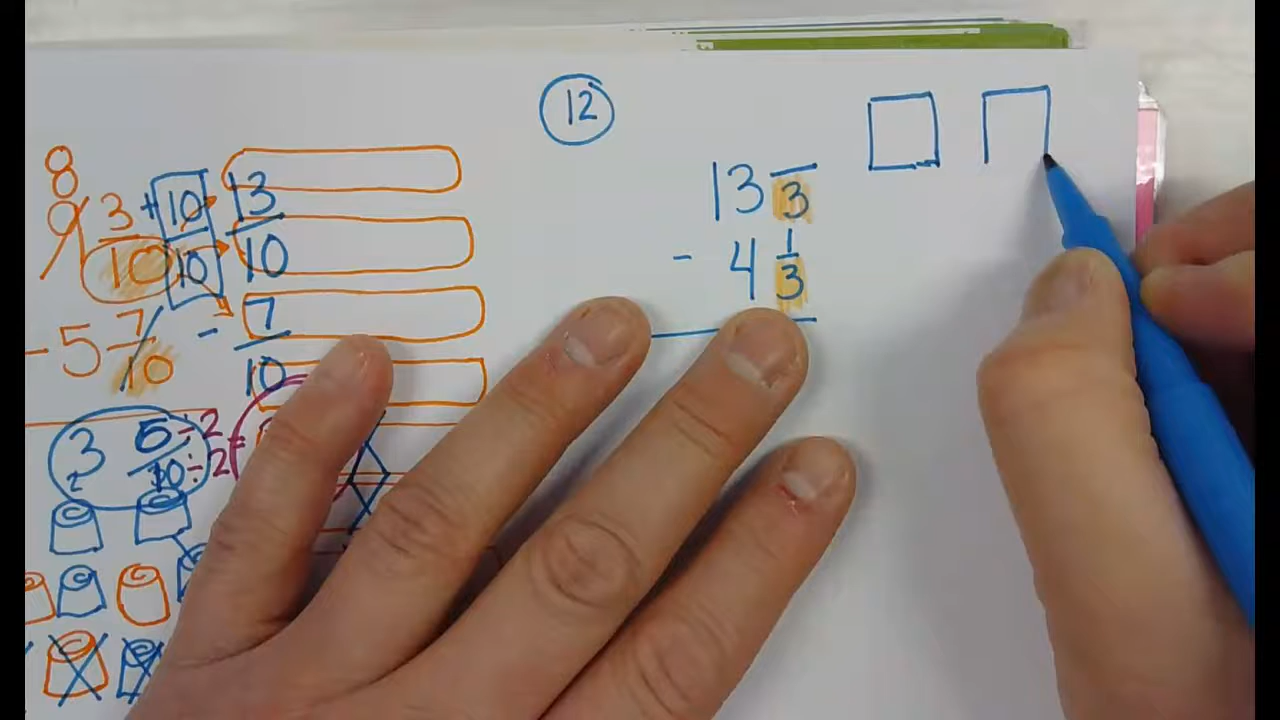 12
8
9 3/10 + 10/10 13/10
- 5 7/10 - 7/10
3 6/10 ÷2 ÷2 =
13 /3
- 4 1/3